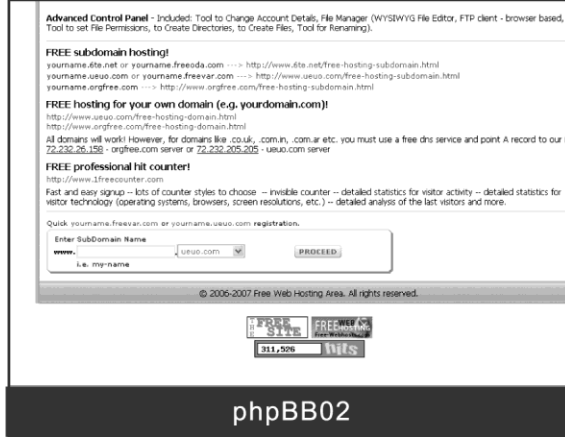 Advanced Control Panel - Included: Tool to Change Account Details, File Manager (WYSIWYG File Editor, FTP client - browser based,
Tool to set File Permissions, to Create Directories, to Create Files, Tool for Renaming).
FREE subdomain hosting!
yourname.6te.net or yourname.freeoda.com ---> http://www.6te.net/free-hosting-subdomain.html
yourname.ueuo.com or yourname.freevar.com ---> http://www.ueuo.com/free-hosting-subdomain.html
yourname.orgfree.com ---> http://www.orgfree.com/free-hosting-subdomain.html
FREE hosting for your own domain (e.g. yourdomain.com)!
http://www.ueuo.com/free-hosting-domain.html
http://www.orgfree.com/free-hosting-domain.html
All domains will work! However, for domains like .co.uk, .com.in, .com.ar etc. you must use a free dns service and point A record to our
72.232.26.158 - orgfree.com server or 72.232.205.205 - ueuo.com server
FREE professional hit counter!
http://www.1freecounter.com
Fast and easy signup -- lots of counter styles to choose -- invisible counter -- detailed statistics for visitor activity -- detailed statistics for
visitor technology (operating systems, browsers, screen resolutions, etc.) -- detailed analysis of the last visitors and more.
Quick yourname.freevar.com or yourname.ueuo.com registration.
Enter SubDomain Name
www. . ueuo.com PROCEED
i.e. my-name
© 2006-2007 Free Web Hosting Area. All rights reserved.
THE FREE SITE
FREE WEB HOSTING
311,526 hits
phpBB02